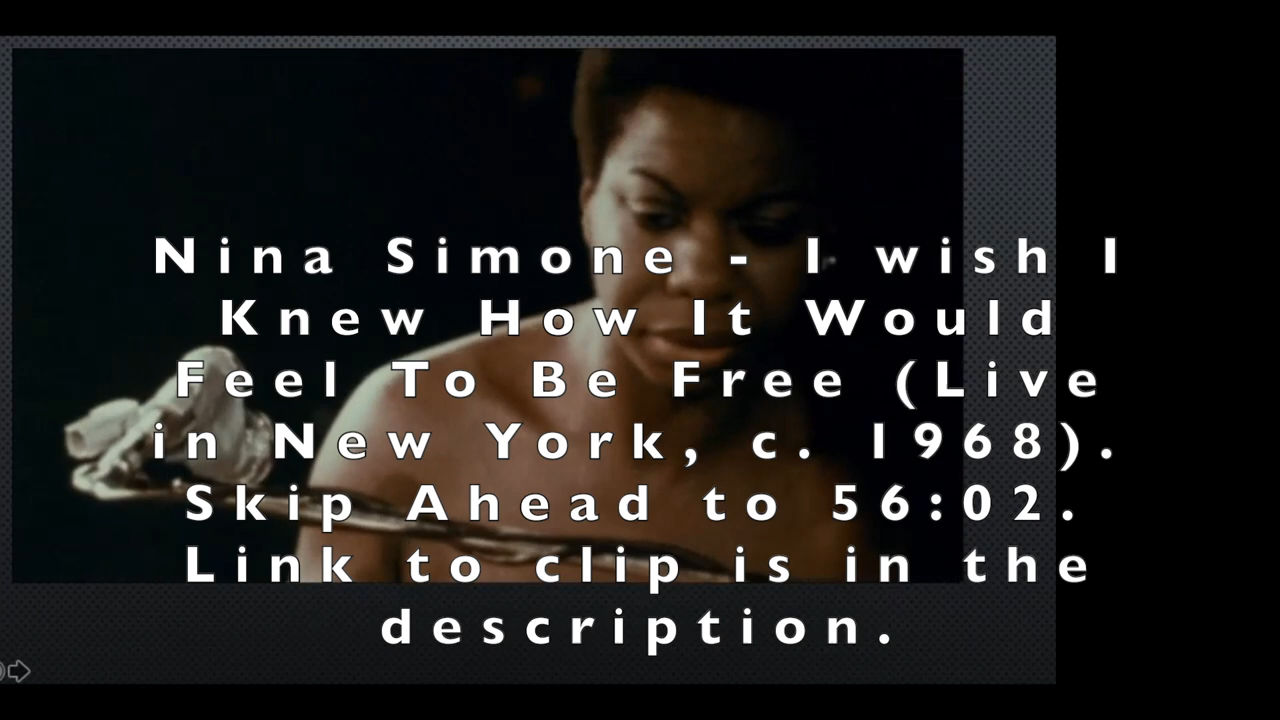 Nina Simone - I wish I
Knew How It Would
Feel To Be Free (Live
in New York, c. 1968).
Skip Ahead to 56:02.
Link to clip is in the
description.